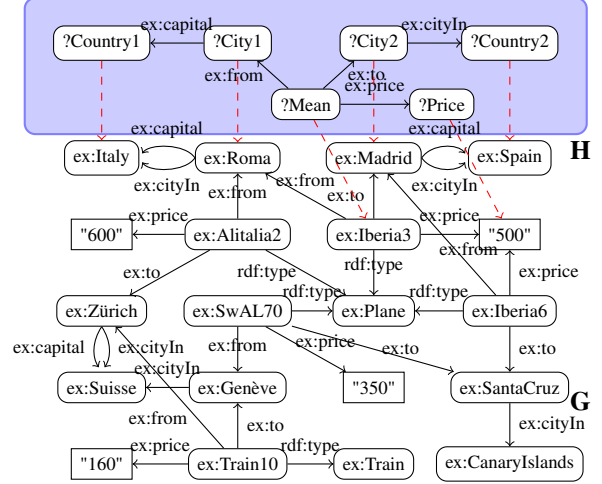 ex:capital ex:cityIn
?Country1 ?City1 ?City2 ?Country2
ex:from ex:to
ex:price
?Mean ?Price
ex:capital ex:capital
H
ex:Italy ex:Roma ex:Madrid ex:Spain
ex:cityIn ex:from ex:cityIn
ex:from ex:to
ex:price ex:price
"600" ex:Alitalia2 ex:Iberia3 "500"
ex:from
ex:to rdf:type rdf:type ex:price
rdf:type rdf:type
ex:Zürich ex:SwAL70 ex:Plane ex:Iberia6
ex:capital ex:cityIn ex:from ex:price ex:to ex:to
ex:cityIn
ex:Suisse ex:Genève "350" ex:SantaCruz
G
ex:from ex:to ex:cityIn
ex:price rdf:type
"160" ex:Train10 ex:Train ex:CanaryIslands